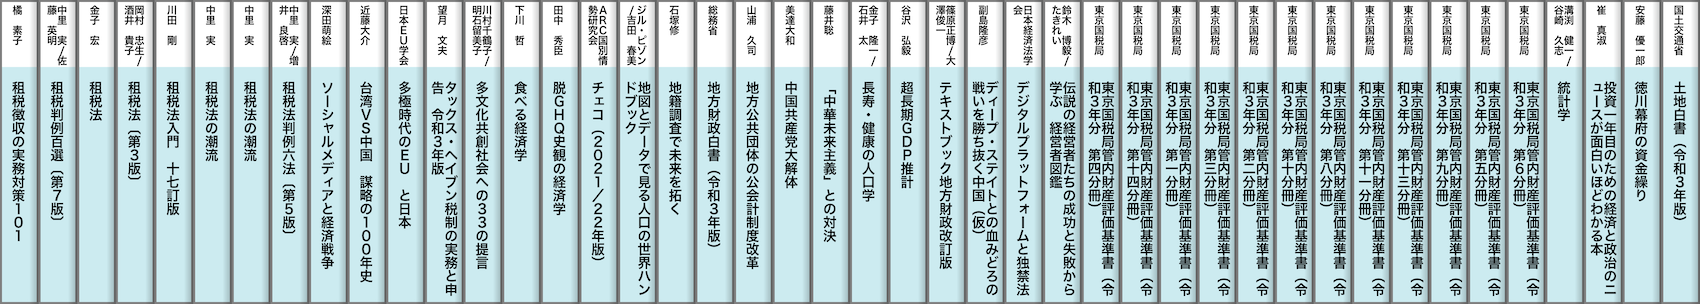 橘　素子
租税徴収の実務対策１０１
中里　実／佐
藤　英明
租税判例百選（第７版）
金子　宏
租税法
岡村　忠生／
酒井　貴子
租税法〔第３版〕
川田　剛
租税法入門　十七訂版
中里　実
租税法の潮流
中里　実
租税法の潮流
中里　実／増
井　良啓
租税法判例六法〔第５版〕
深田萌絵
ソーシャルメディアと経済戦争
近藤大介
台湾ＶＳ中国　謀略の１００年史
日本ＥＵ学会
多極時代のＥＵ　と日本
望月　文夫
タックス・ヘイブン税制の実務と申
告　令和３年版
川村千鶴子／
明石留美子
多文化共創社会への３３の提言
下川　哲
食べる経済学
田中　秀臣
脱ＧＨＱ史観の経済学
ＡＲＣ国別情
勢研究会
チェコ（２０２１／２２年版）
ジル・ピゾン
／吉田　春美
地図とデータで見る人口の世界ハン
ドブック
石塚修
地籍調査で未来を拓く
総務省
地方財政白書（令和３年版）
山浦　久司
地方公共団体の公会計制度改革
美達大和
中国共産党大解体
藤井聡
「中華未来主義」との対決
金子　隆一／
石井　太
長寿・健康の人口学
谷沢　弘毅
超長期ＧＤＰ推計
篠原正博／大
澤俊一
テキストブック地方財政改訂版
副島隆彦
ディープ・ステイトとの血みどろの
戦いを勝ち抜く中国（仮）
日本経済法学
会
デジタルプラットフォームと独禁法
鈴木　博毅／
たきれい
伝説の経営者たちの成功と失敗から
学ぶ　経営者図鑑
東京国税局
東京国税局管内財産評価基準書（令
和３年分　第四分冊）
東京国税局
東京国税局管内財産評価基準書（令
和３年分　第十四分冊）
東京国税局
東京国税局管内財産評価基準書（令
和３年分　第一分冊）
東京国税局
東京国税局管内財産評価基準書（令
和３年分　第三分冊）
東京国税局
東京国税局管内財産評価基準書（令
和３年分　第二分冊）
東京国税局
東京国税局管内財産評価基準書（令
和３年分　第十分冊）
東京国税局
東京国税局管内財産評価基準書（令
和３年分　第八分冊）
東京国税局
東京国税局管内財産評価基準書（令
和３年分　第十一分冊）
東京国税局
東京国税局管内財産評価基準書（令
和３年分　第十三分冊）
東京国税局
東京国税局管内財産評価基準書（令
和３年分　第九分冊）
東京国税局
東京国税局管内財産評価基準書（令
和３年分　第五分冊）
東京国税局
東京国税局管内財産評価基準書（令
和３年分　第６分冊）
溝渕　健一／
谷崎　久志
統計学
崔　真淑
投資一年目のための経済と政治のニ
ュースが面白いほどわかる本
安藤　優一郎
徳川幕府の資金繰り
国土交通省
土地白書（令和３年版）